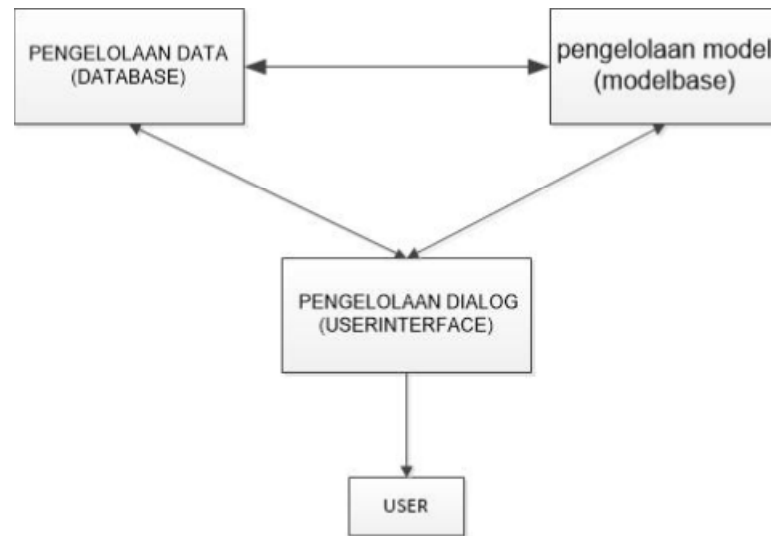 PENGELOLAAN DATA
(DATABASE)
pengelolaan model
(modelbase)
PENGELOLAAN DIALOG
(USERINTERFACE)
USER